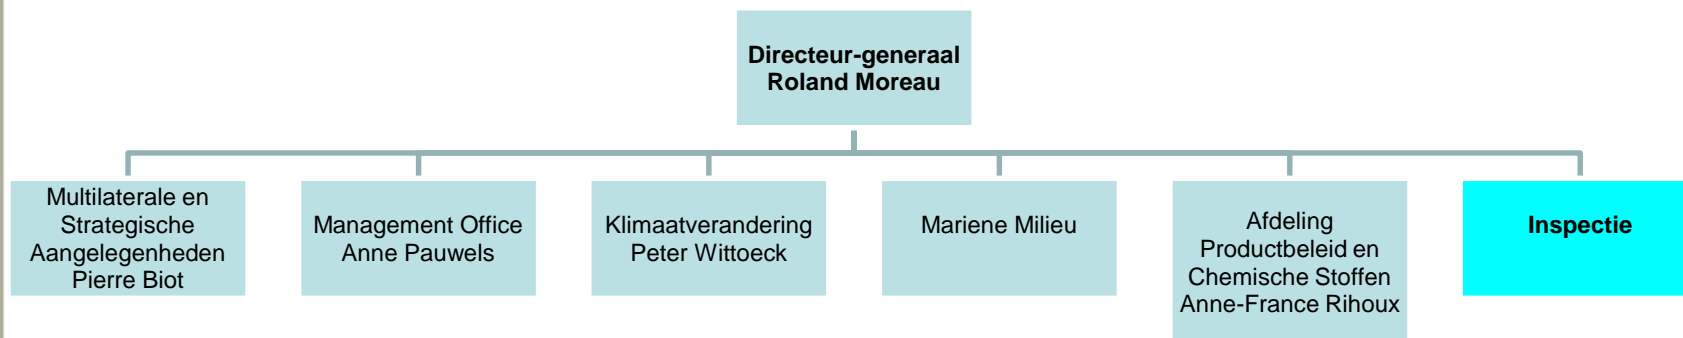 Directeur-generaal
Roland Moreau
Multilaterale en
Strategische
Aangelegenheden
Pierre Biot
Management Office
Anne Pauwels
Klimaatverandering
Peter Wittoeck
Mariene Milieu
Afdeling
Productbeleid en
Chemische Stoffen
Anne-France Rihoux
Inspectie